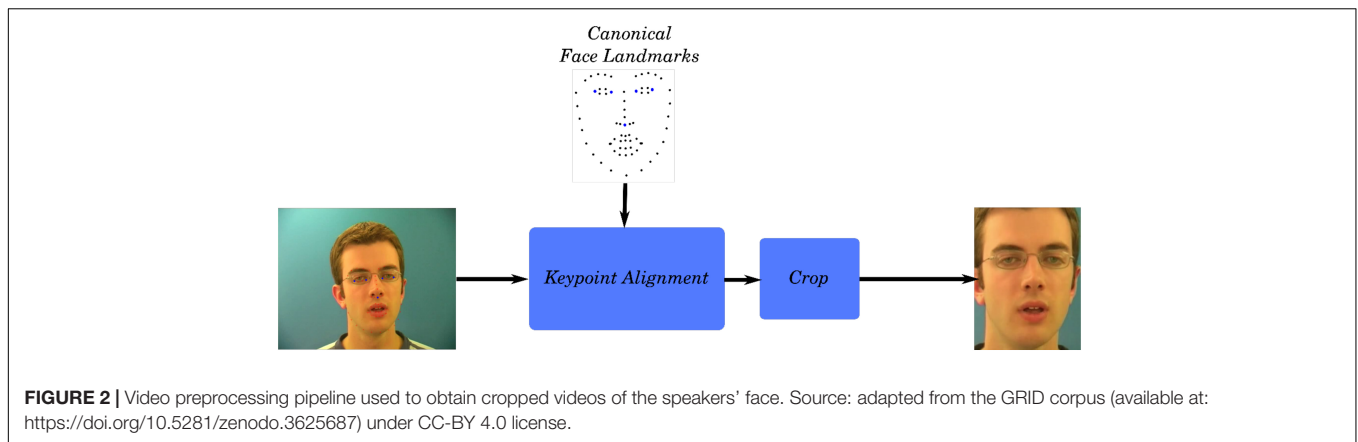 Canonical
Face Landmarks
Keypoint Alignment
Crop
FIGURE 2 | Video preprocessing pipeline used to obtain cropped videos of the speakers’ face. Source: adapted from the GRID corpus (available at:
https://doi.org/10.5281/zenodo.3625687) under CC-BY 4.0 license.